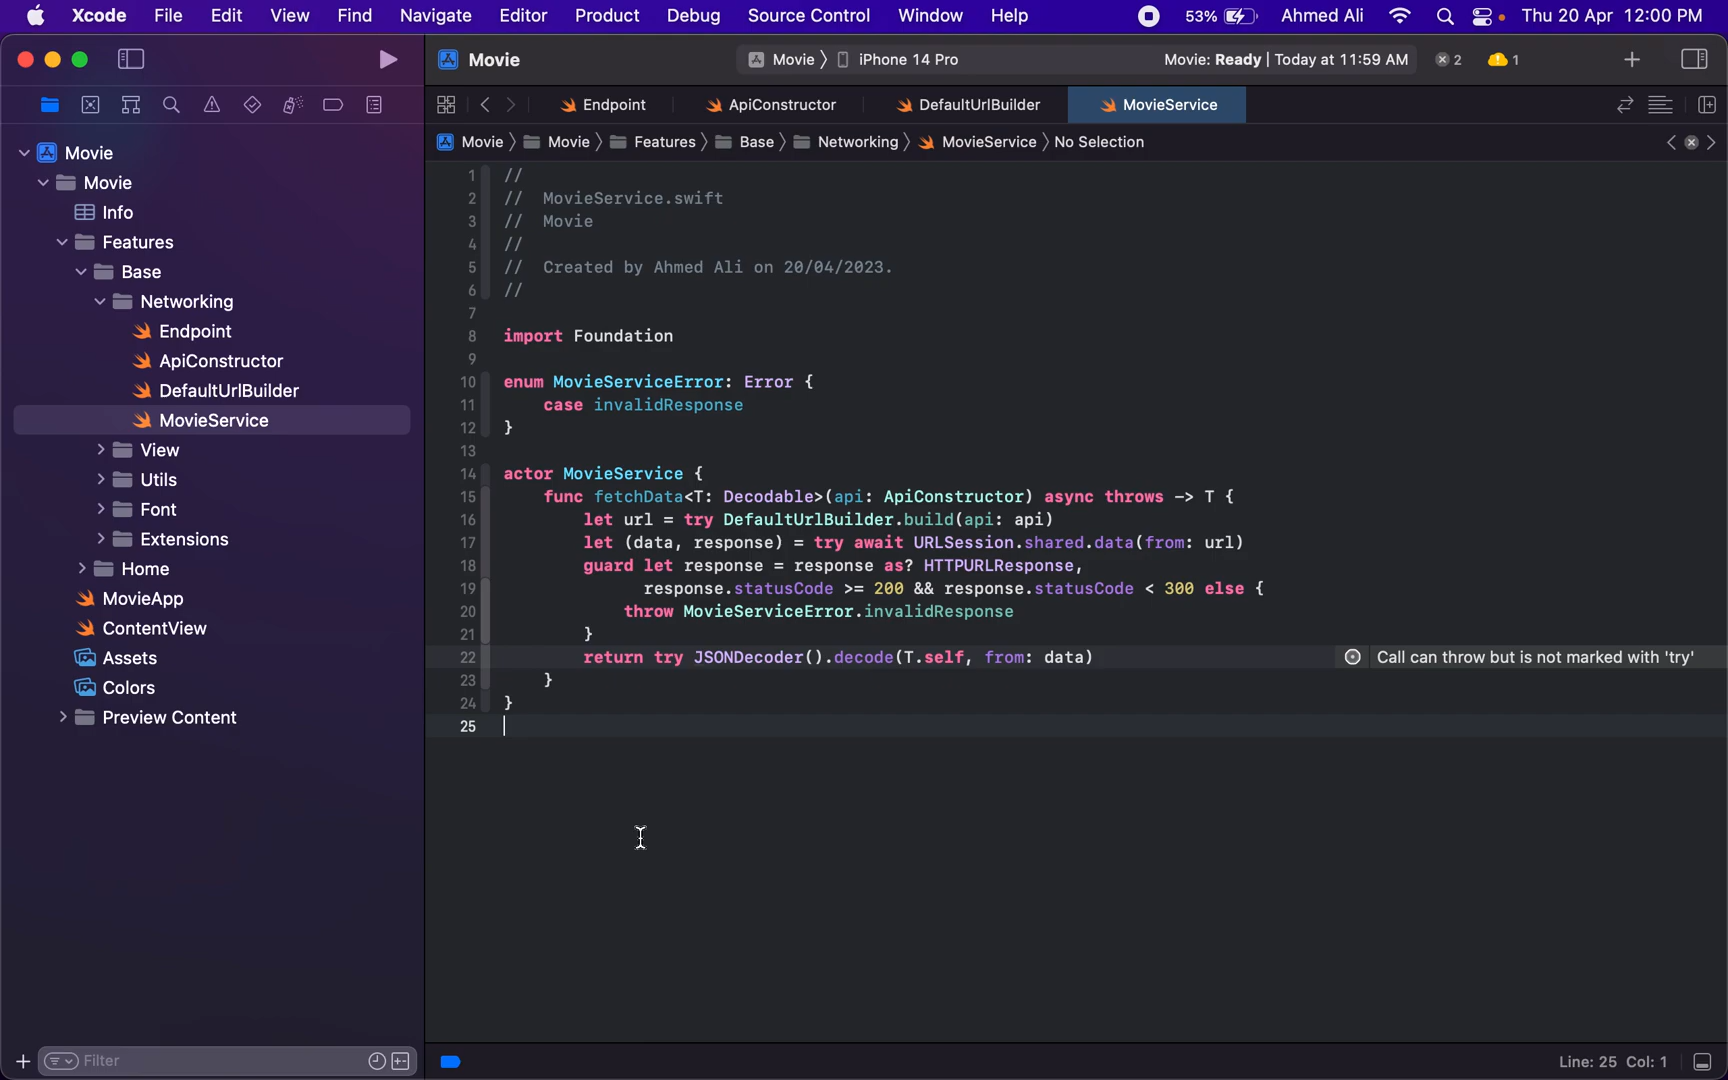 Xcode File Edit View Find Navigate Editor Product Debug Source Control Window Help 53% Ahmed Ali Thu 20 Apr 12:00 PM
Movie Movie 〉 iPhone 14 Pro Movie: Ready | Today at 11:59 AM 2 1
Endpoint ApiConstructor DefaultUrlBuilder MovieService
Movie 〉 Movie 〉 Features 〉 Base 〉 Networking 〉 MovieService 〉 No Selection
Movie
Movie
Info
Features
Base
Networking
Endpoint
ApiConstructor
DefaultUrlBuilder
MovieService
View
Utils
Font
Extensions
Home
MovieApp
ContentView
Assets
Colors
Preview Content
Filter
1 //
2 //  MovieService.swift
3 //  Movie
4 //
5 //  Created by Ahmed Ali on 20/04/2023.
6 //
7
8 import Foundation
9
10 enum MovieServiceError: Error {
11     case invalidResponse
12 }
13
14 actor MovieService {
15     func fetchData<T: Decodable>(api: ApiConstructor) async throws -> T {
16         let url = try DefaultUrlBuilder.build(api: api)
17         let (data, response) = try await URLSession.shared.data(from: url)
18         guard let response = response as? HTTPURLResponse,
19               response.statusCode >= 200 && response.statusCode < 300 else {
20             throw MovieServiceError.invalidResponse
21         }
22         return try JSONDecoder().decode(T.self, from: data) Call can throw but is not marked with 'try'
23     }
24 }
25
Line: 25 Col: 1